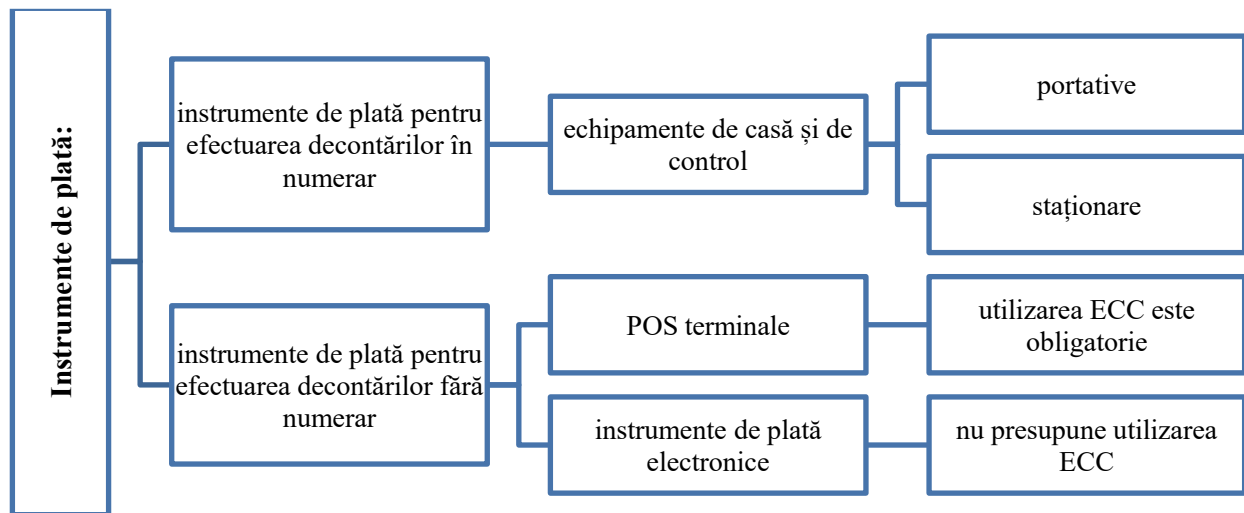 Instrumente de plată:
instrumente de plată pentru
efectuarea decontărilor în
numerar
echipamente de casă și de
control
portative
staționare
instrumente de plată pentru
efectuarea decontărilor fără
numerar
POS terminale
utilizarea ECC este
obligatorie
instrumente de plată
electronice
nu presupune utilizarea
ECC